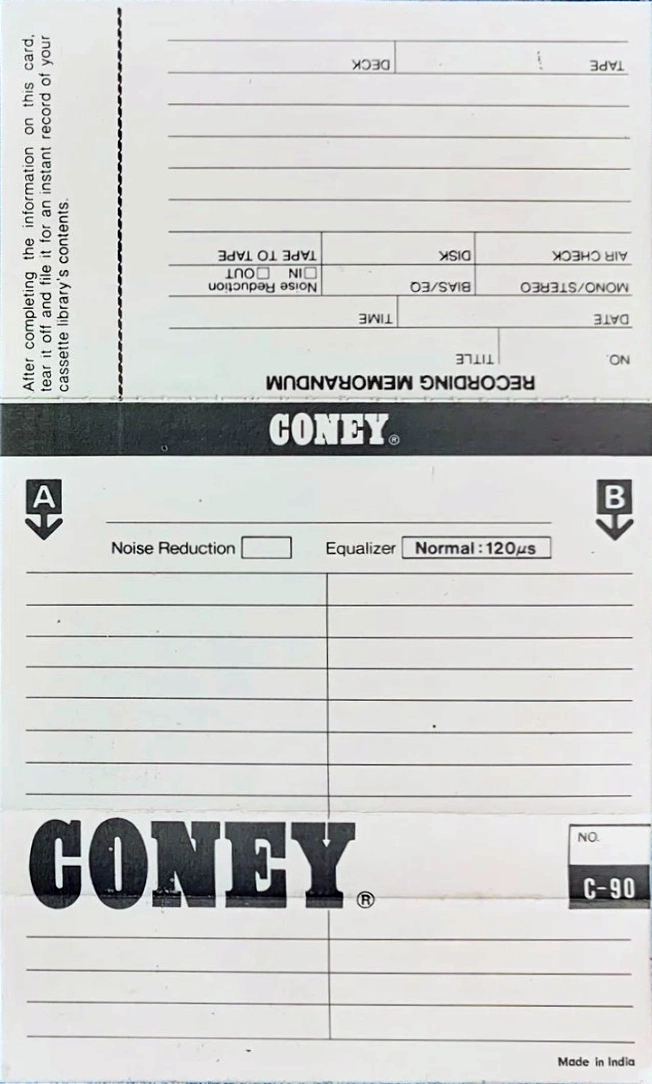 After completing the information on this card,
tear it off and file it for an instant record of your
cassette library's contents.
RECORDING MEMORANDUM
NO. TITLE
DATE TIME
MONO/STEREO BIAS/EQ Noise Reduction
☐IN ☐OUT
AIR CHECK DISK TAPE TO TAPE
TAPE DECK
CONEY®
A B
Noise Reduction Equalizer Normal:120μs
CONEY®
NO.
C-90
Made in India